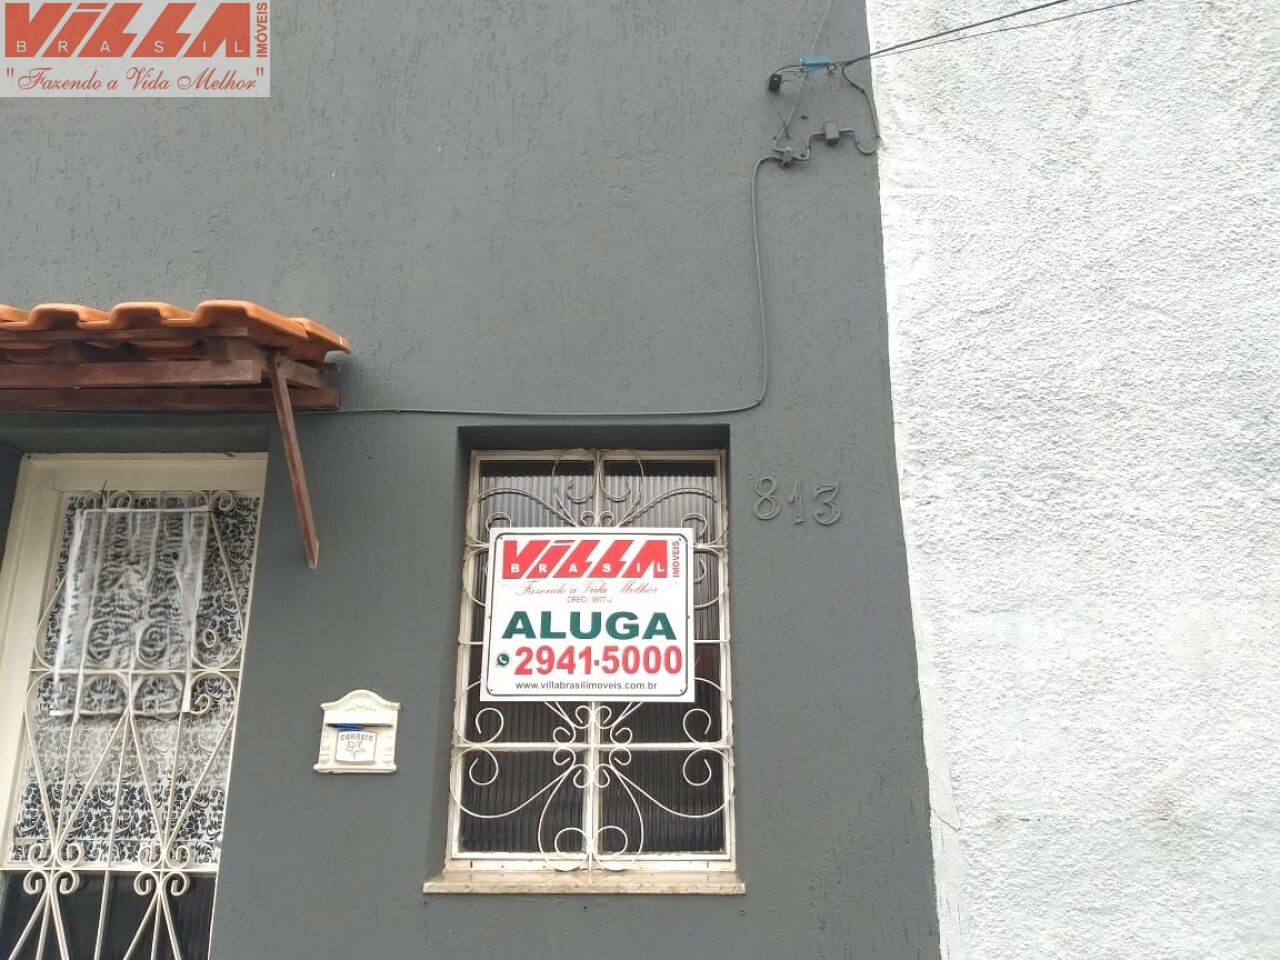 VILLA IMÓVEIS
BRASIL
" Fazendo a Vida Melhor"
813
VILLA IMÓVEIS
BRASIL
Fazendo a Vida Melhor
ALUGA
2941-5000
www.villabrasilimoveis.com.br
CORREIO